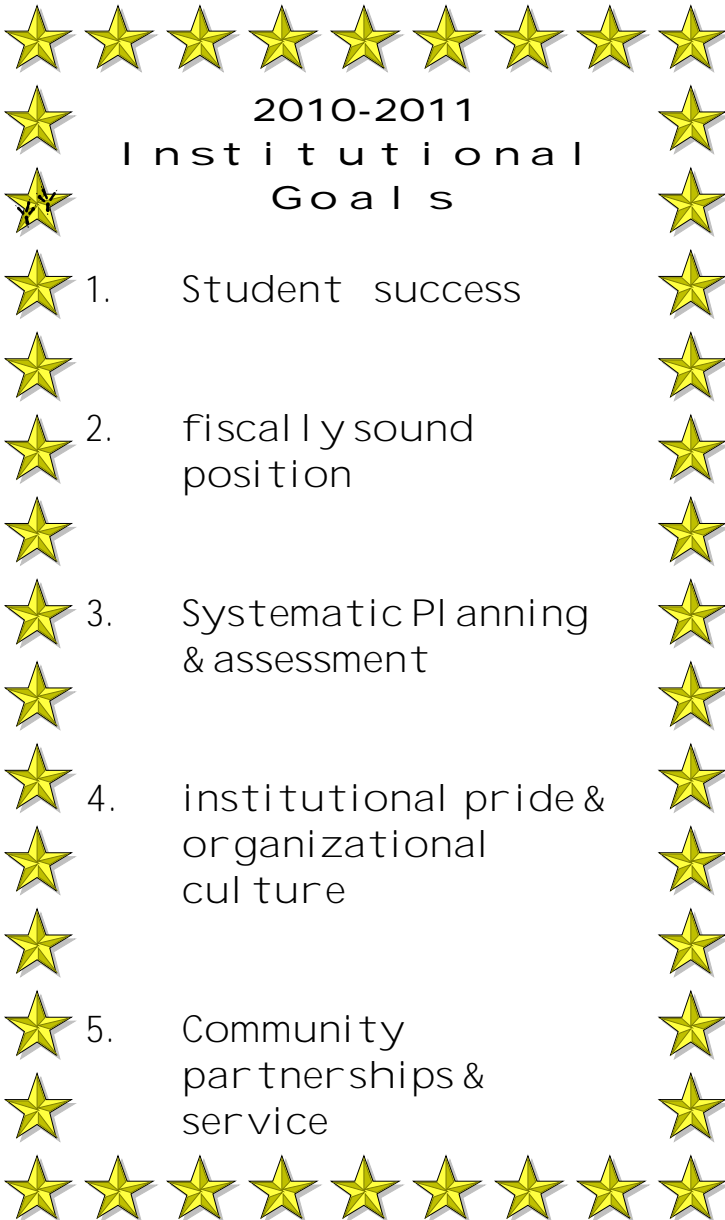 2010-2011
Institutional
Goals
1. Student success
2. fiscally sound
position
3. Systematic Planning
& assessment
4. institutional pride &
organizational
culture
5. Community
partnerships &
service